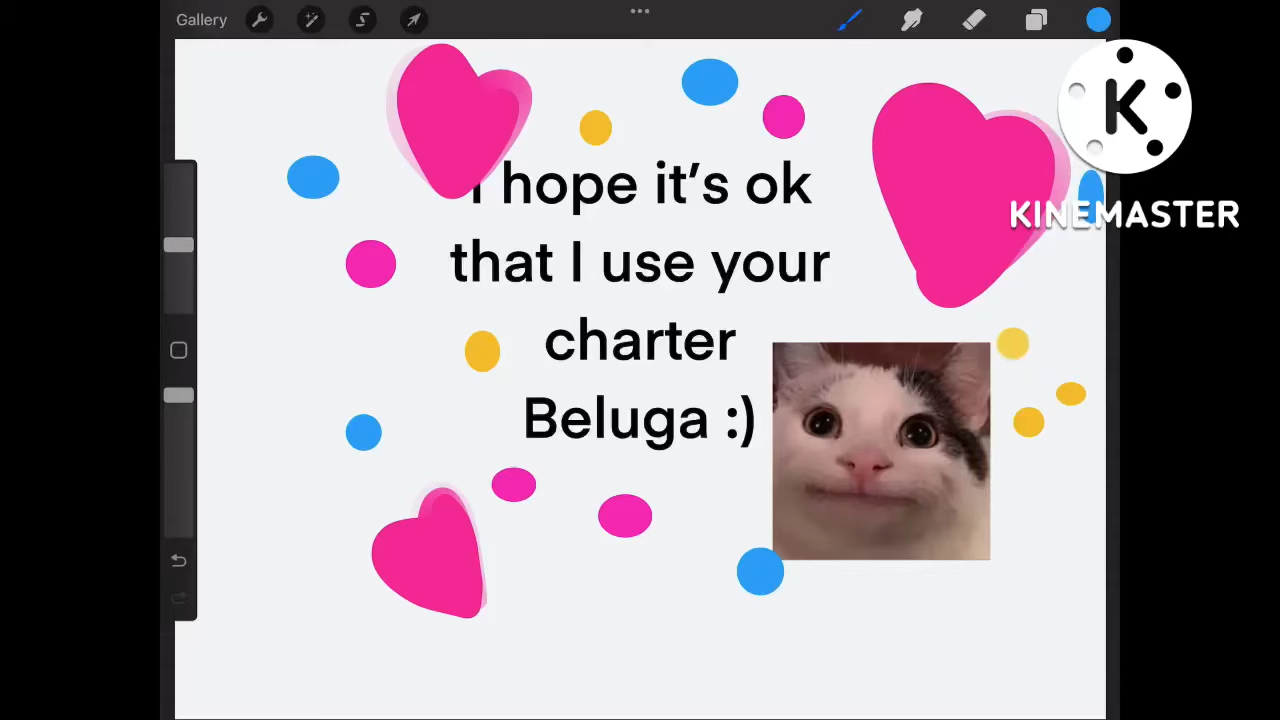 Gallery
K
KINEMASTER
I hope it’s ok
that I use your
charter
Beluga :)